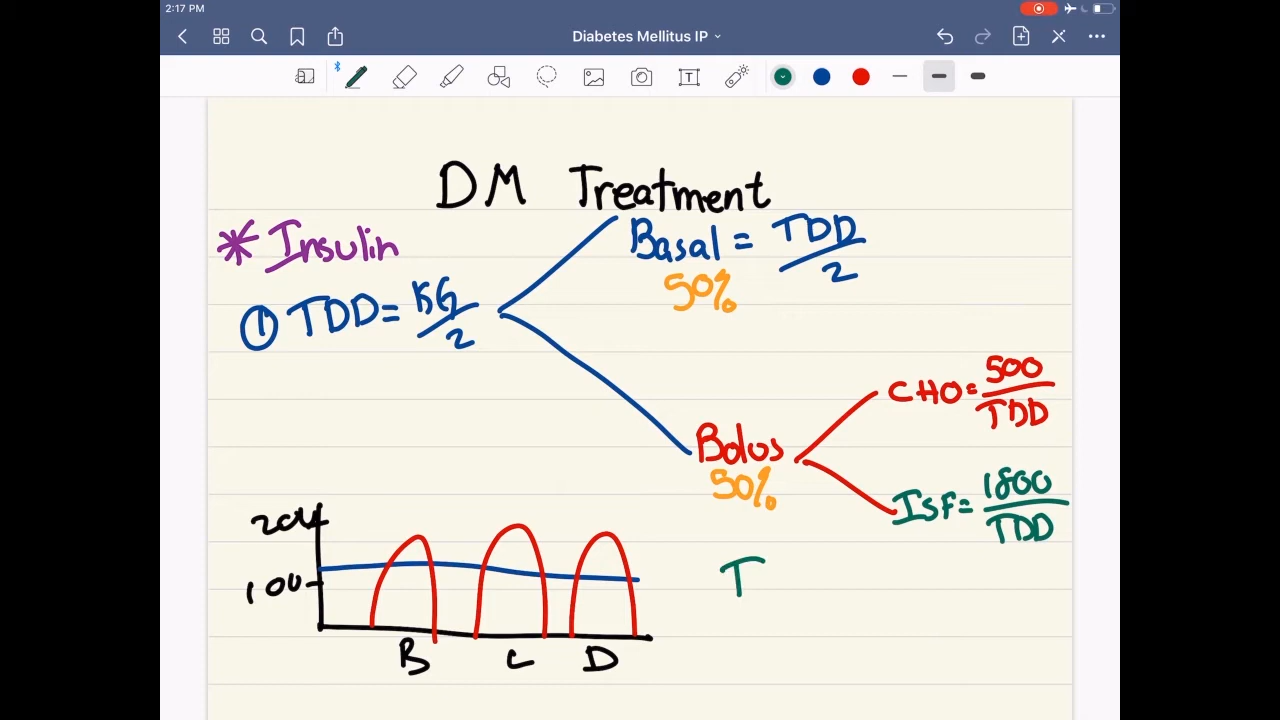 2:17 PM
Diabetes Mellitus IP
DM Treatment
* Insulin
Basal = TDD/2
50%
① TDD = KG/2
CHO = 500/TDD
Bolus
50%
ISF = 1800/TDD
200
100
T
B L D